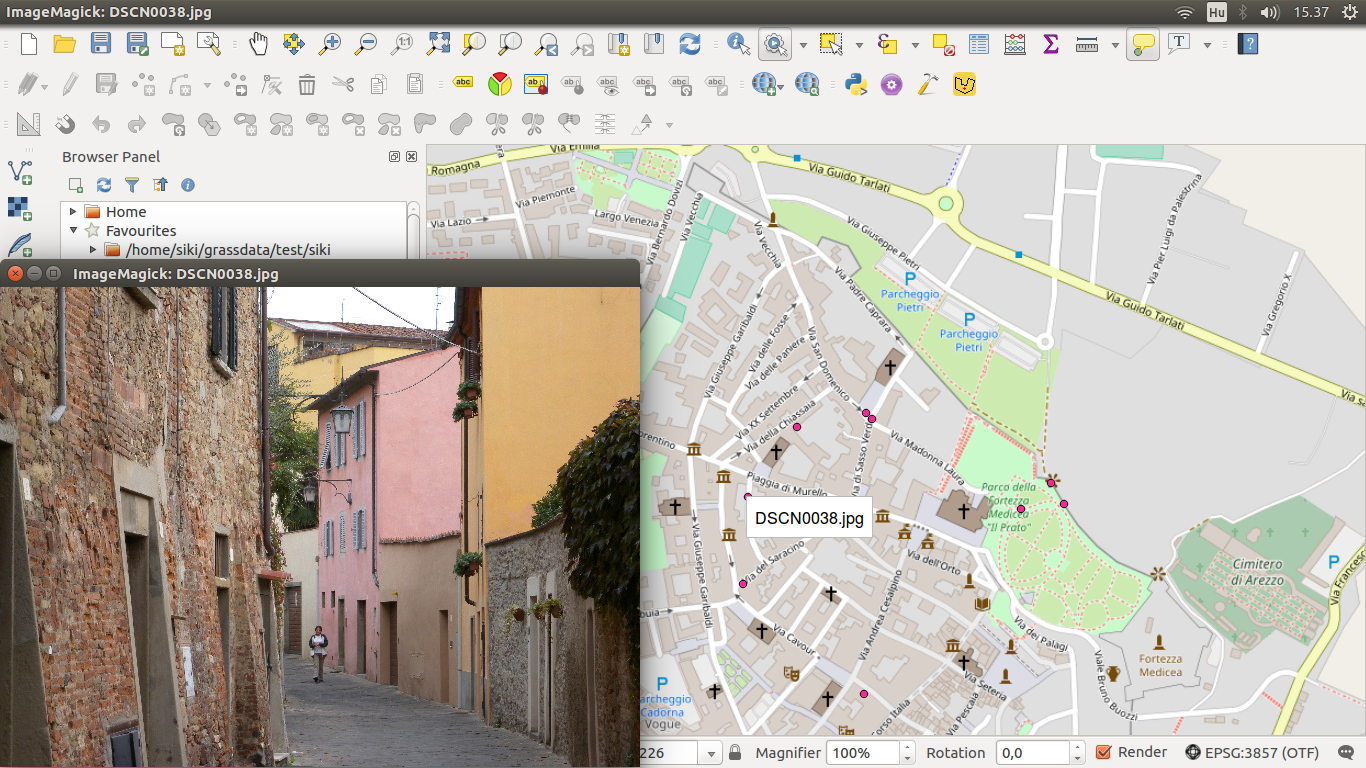 ImageMagick: DSCN0038.jpg
Hu
15.37
abc
Browser Panel
Home
Favourites
/home/siki/grassdata/test/siki
ImageMagick: DSCN0038.jpg
Romagna
Via Emilia
Via Guido Tarlati
Via Piemonte
Via Lazio
Largo Venezia
Via Bernardo Dovizi
Via Vecchia
Via Vecchia
Via Giuseppe Pietri
Via Pier Luigi da Palestrina
Via Padre Caprara
P
Parcheggio
Pietri
P
Parcheggio
Pietri
Via Gregorio X
Via Guido Tarlati
Via Giuseppe Garibaldi
Via delle Fosse
Via delle Paniere
Via San Domenico
Via XX Settembre
Via della Chiassaia
Via di Sasso Verde
Via Madonna Laura
Piaggia di Murello
Parco della
Fortezza
Medicea
"Il Prato"
DSCN0038.jpg
Via del Saracino
Via dell'Orto
Via Giuseppe Garibaldi
Via Andrea Cesalpino
Cimitero
di Arezzo
P
Via Cavour
Via dei Palagi
Viale Bruno Buozzi
Fortezza
Medicea
Via Seteria
Via Pescaia
Corso Italia
P
Parcheggio
Cadorna
Vogue
226
Magnifier
100%
Rotation
0,0
Render
EPSG:3857 (OTF)